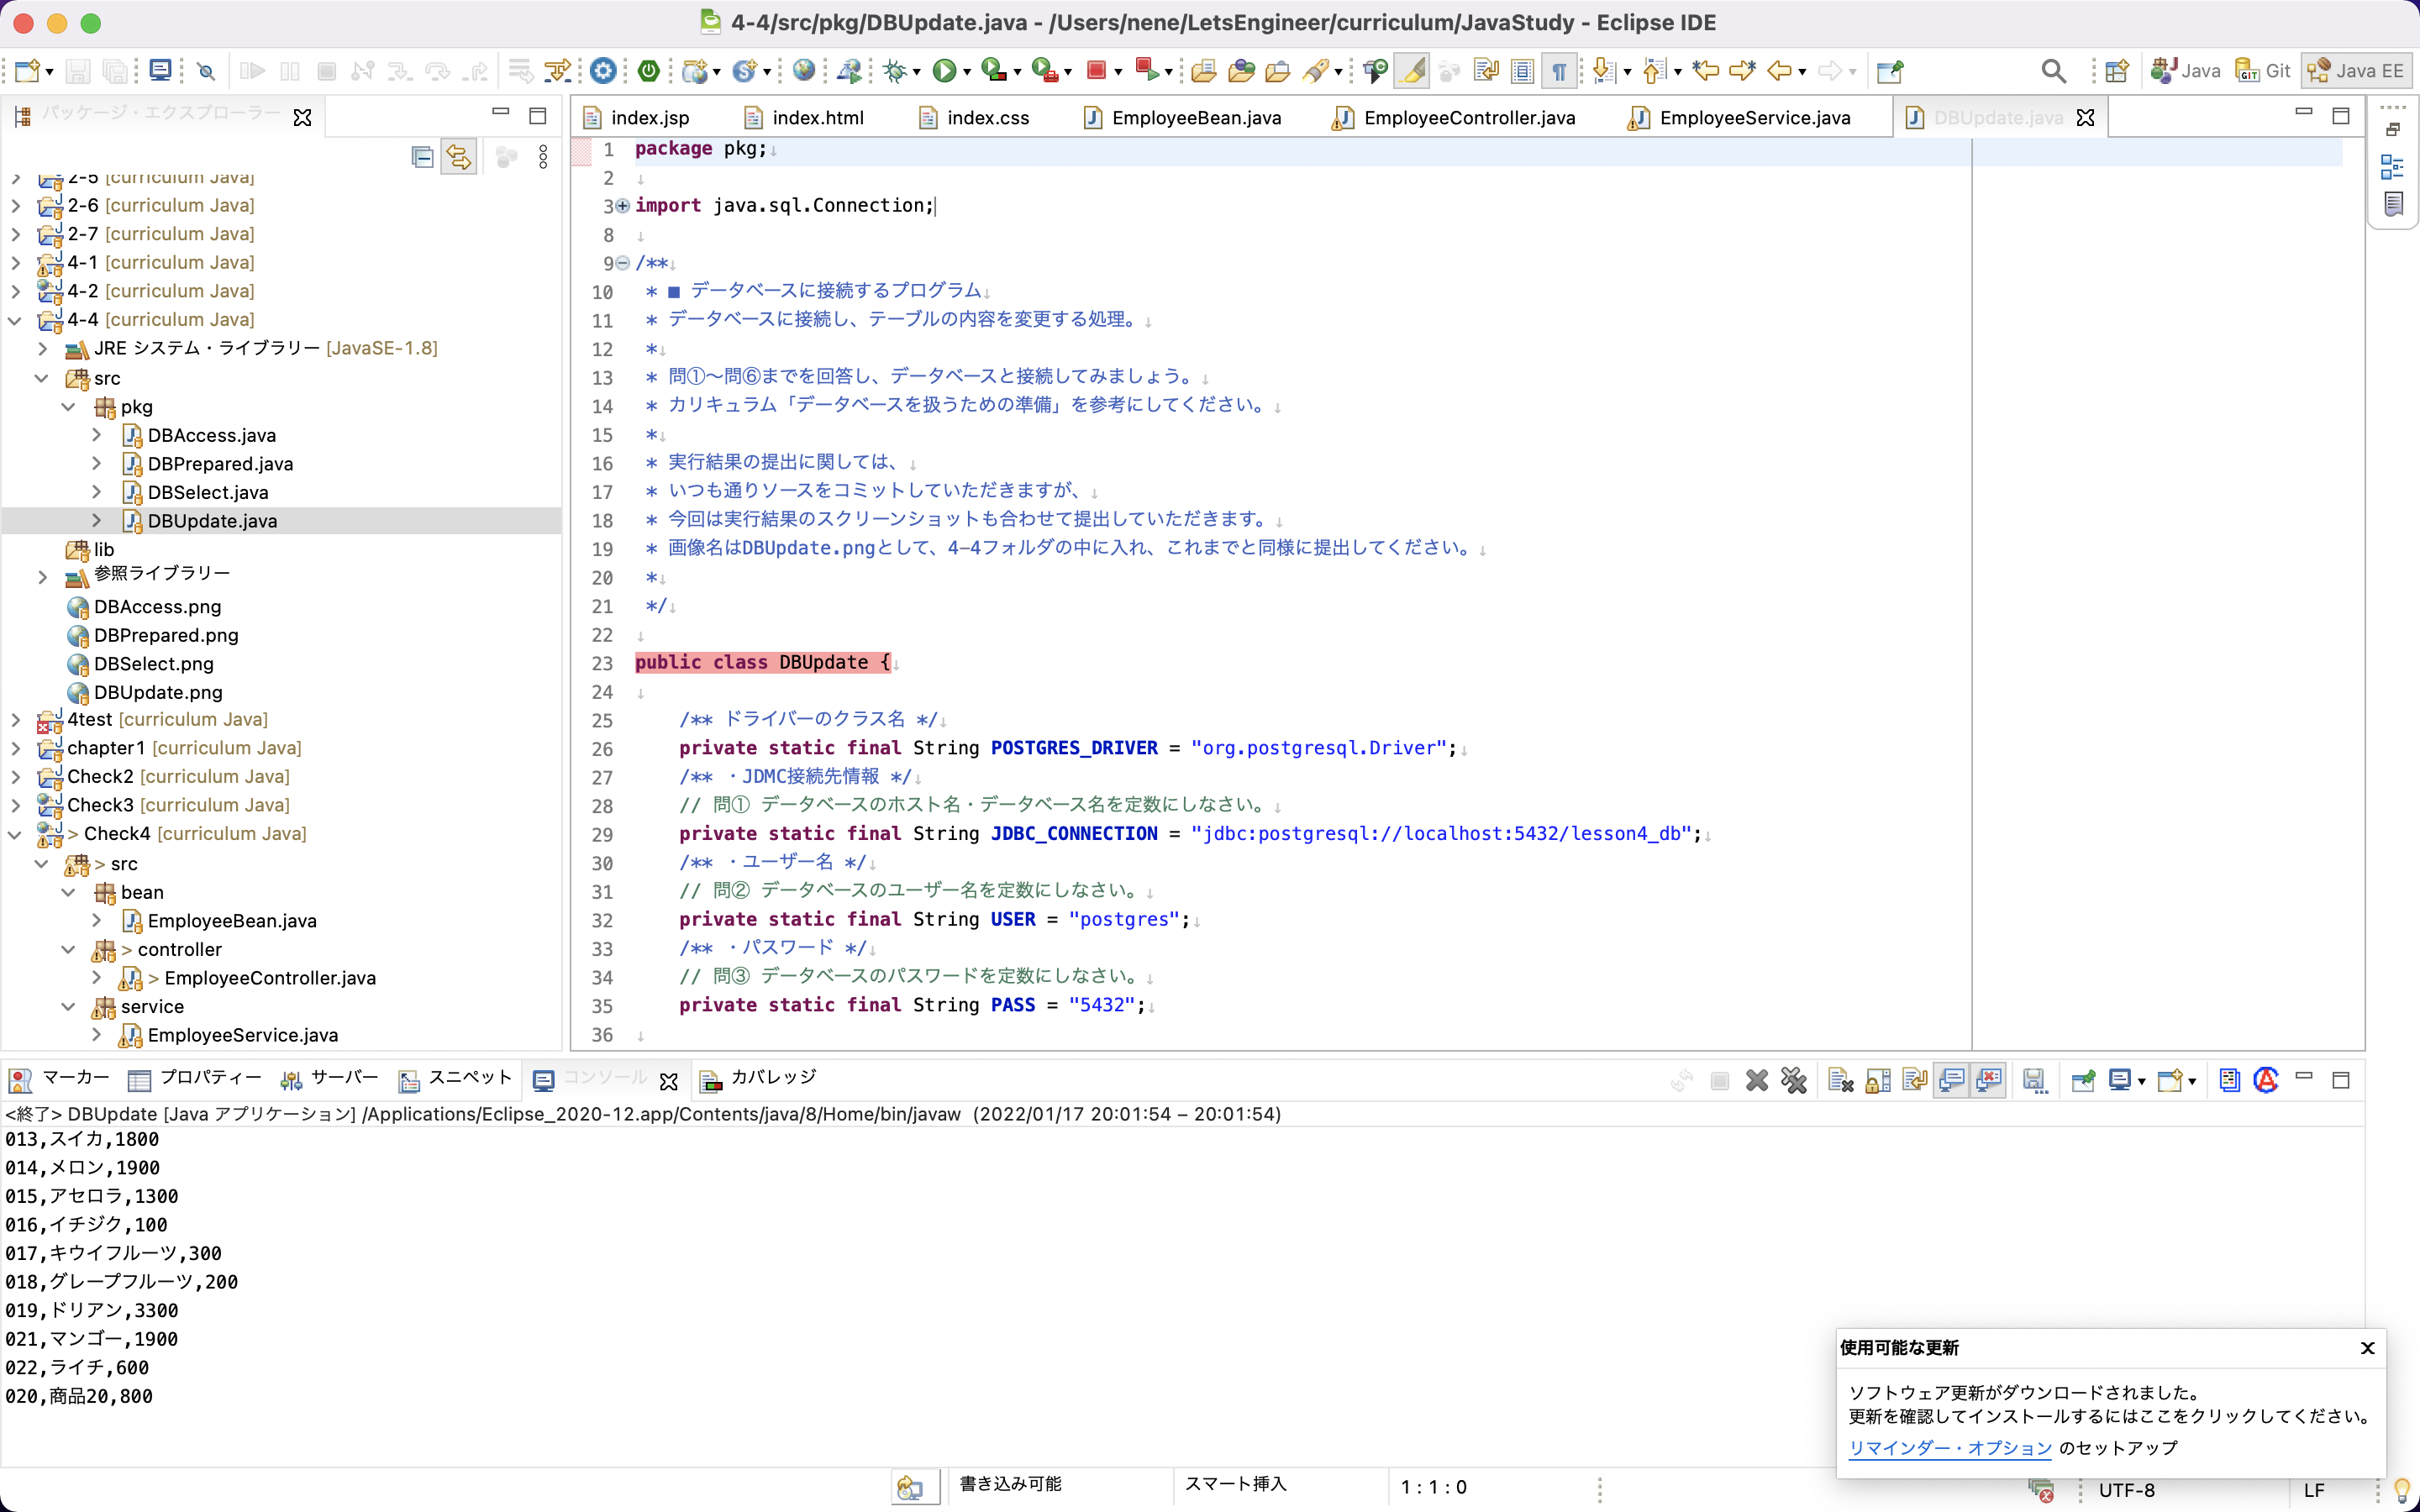 4-4/src/pkg/DBUpdate.java - /Users/nene/LetsEngineer/curriculum/JavaStudy - Eclipse IDE
Java Git Java EE
パッケージ・エクスプローラー
2-5 [curriculum Java]
2-6 [curriculum Java]
2-7 [curriculum Java]
4-1 [curriculum Java]
4-2 [curriculum Java]
4-4 [curriculum Java]
JRE システム・ライブラリー [JavaSE-1.8]
src
pkg
DBAccess.java
DBPrepared.java
DBSelect.java
DBUpdate.java
lib
参照ライブラリー
DBAccess.png
DBPrepared.png
DBSelect.png
DBUpdate.png
4test [curriculum Java]
chapter1 [curriculum Java]
Check2 [curriculum Java]
Check3 [curriculum Java]
> Check4 [curriculum Java]
> src
bean
EmployeeBean.java
> controller
> EmployeeController.java
service
EmployeeService.java
index.jsp index.html index.css EmployeeBean.java EmployeeController.java EmployeeService.java DBUpdate.java
1 package pkg;↓
2 ↓
3 import java.sql.Connection;
8 ↓
9 /**↓
10 * ■ データベースに接続するプログラム↓
11 * データベースに接続し、テーブルの内容を変更する処理。↓
12 *↓
13 * 問①〜問⑥までを回答し、データベースと接続してみましょう。↓
14 * カリキュラム「データベースを扱うための準備」を参考にしてください。↓
15 *↓
16 * 実行結果の提出に関しては、↓
17 * いつも通りソースをコミットしていただきますが、↓
18 * 今回は実行結果のスクリーンショットも合わせて提出していただきます。↓
19 * 画像名はDBUpdate.pngとして、4-4フォルダの中に入れ、これまでと同様に提出してください。↓
20 *↓
21 */↓
22 ↓
23 public class DBUpdate {↓
24 ↓
25 /** ドライバーのクラス名 */↓
26 private static final String POSTGRES_DRIVER = "org.postgresql.Driver";↓
27 /** ・JDMC接続先情報 */↓
28 // 問① データベースのホスト名・データベース名を定数にしなさい。↓
29 private static final String JDBC_CONNECTION = "jdbc:postgresql://localhost:5432/lesson4_db";↓
30 /** ・ユーザー名 */↓
31 // 問② データベースのユーザー名を定数にしなさい。↓
32 private static final String USER = "postgres";↓
33 /** ・パスワード */↓
34 // 問③ データベースのパスワードを定数にしなさい。↓
35 private static final String PASS = "5432";↓
36 ↓
マーカー プロパティー サーバー スニペット コンソール カバレッジ
<終了> DBUpdate [Java アプリケーション] /Applications/Eclipse_2020-12.app/Contents/java/8/Home/bin/javaw (2022/01/17 20:01:54 – 20:01:54)
013,スイカ,1800
014,メロン,1900
015,アセロラ,1300
016,イチジク,100
017,キウイフルーツ,300
018,グレープフルーツ,200
019,ドリアン,3300
021,マンゴー,1900
022,ライチ,600
020,商品20,800
使用可能な更新
ソフトウェア更新がダウンロードされました。
更新を確認してインストールするにはここをクリックしてください。
リマインダー・オプション のセットアップ
書き込み可能 スマート挿入 1 : 1 : 0 UTF-8 LF